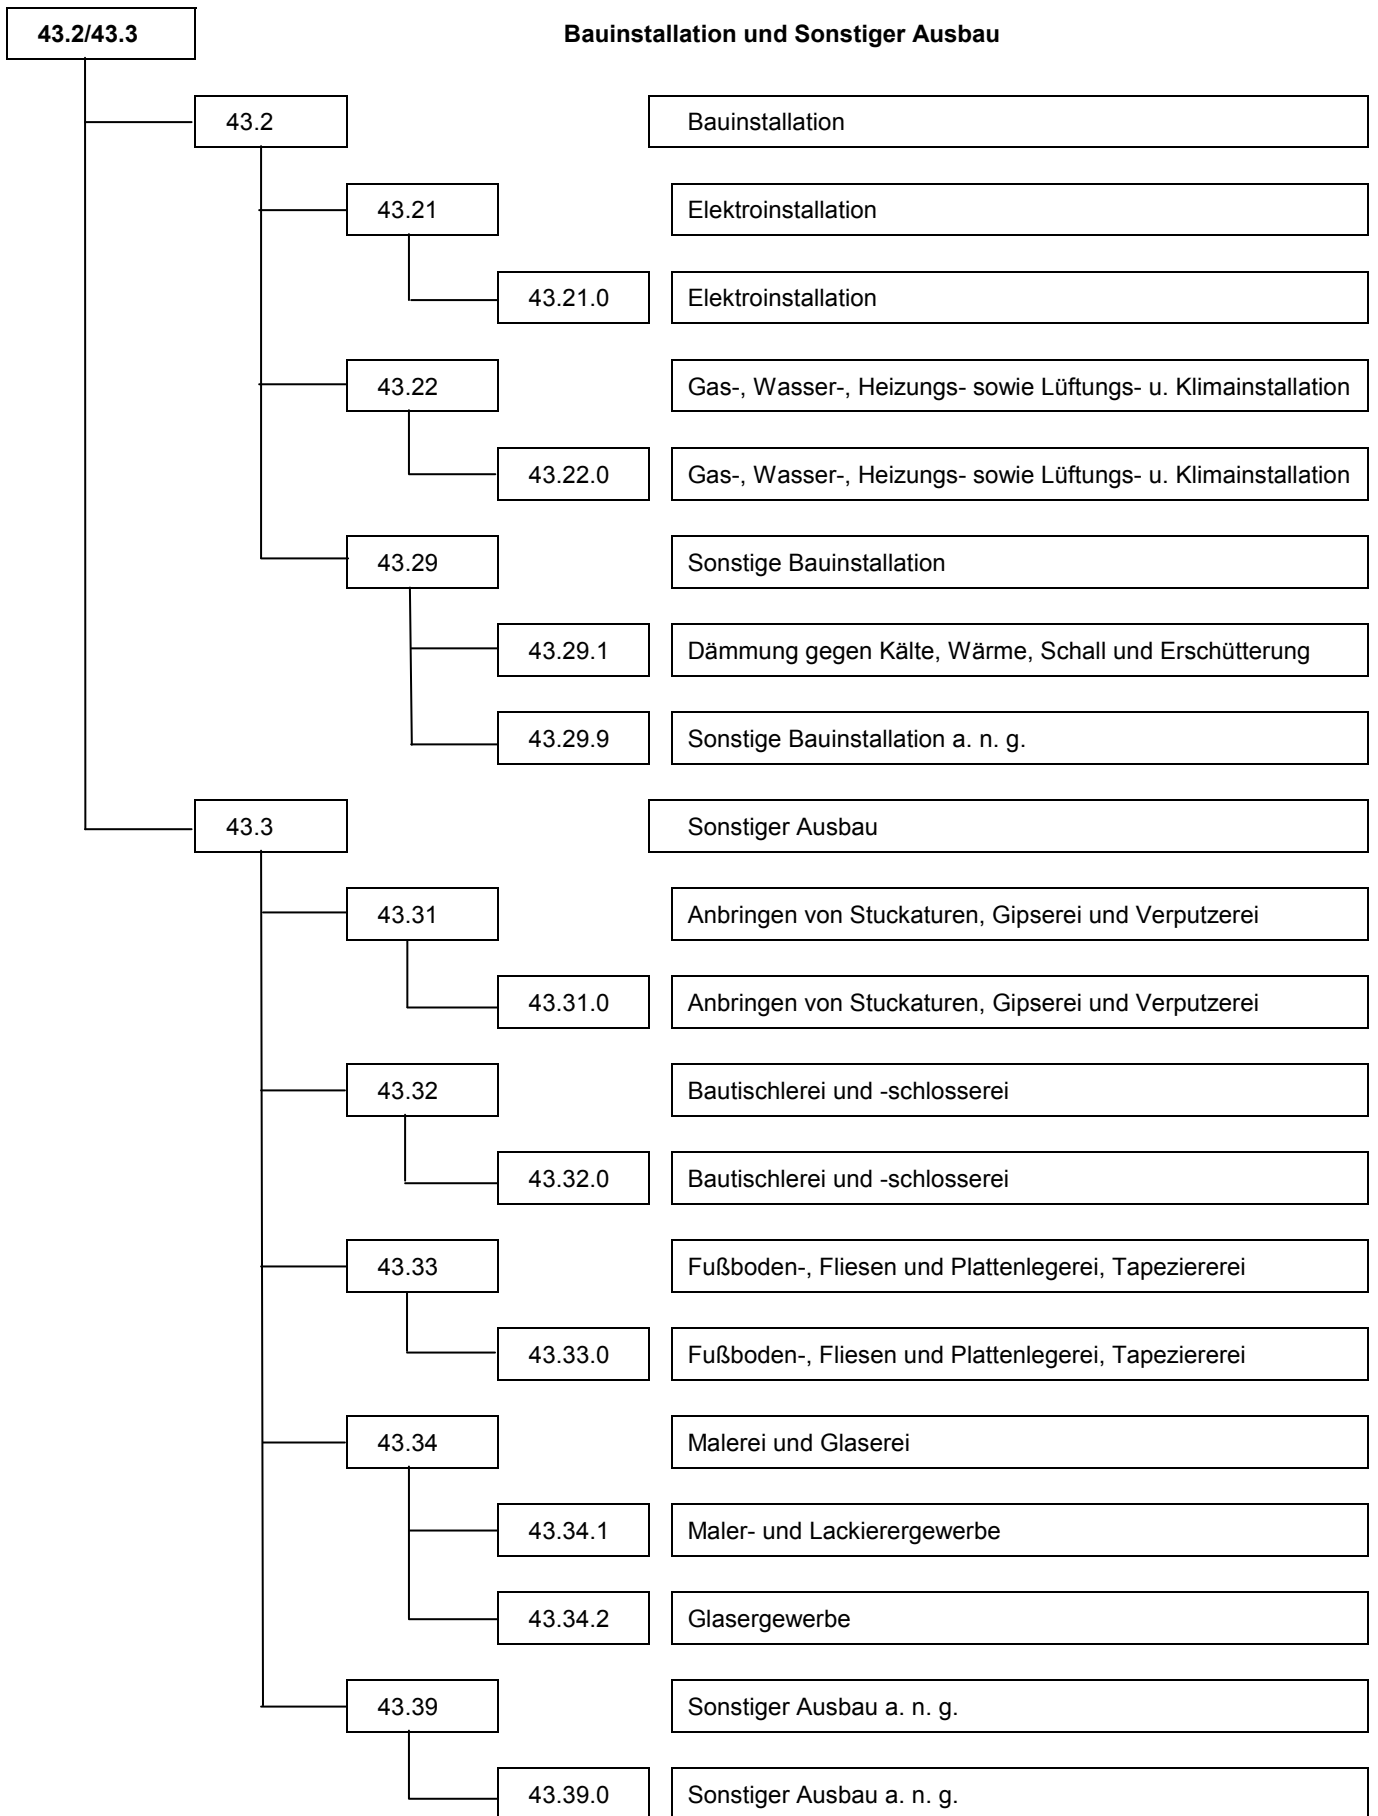 43.2/43.3 Bauinstallation und Sonstiger Ausbau
43.2 Bauinstallation
43.21 Elektroinstallation
43.21.0 Elektroinstallation
43.22 Gas-, Wasser-, Heizungs- sowie Lüftungs- u. Klimainstallation
43.22.0 Gas-, Wasser-, Heizungs- sowie Lüftungs- u. Klimainstallation
43.29 Sonstige Bauinstallation
43.29.1 Dämmung gegen Kälte, Wärme, Schall und Erschütterung
43.29.9 Sonstige Bauinstallation a. n. g.
43.3 Sonstiger Ausbau
43.31 Anbringen von Stuckaturen, Gipserei und Verputzerei
43.31.0 Anbringen von Stuckaturen, Gipserei und Verputzerei
43.32 Bautischlerei und -schlosserei
43.32.0 Bautischlerei und -schlosserei
43.33 Fußboden-, Fliesen und Plattenlegerei, Tapeziererei
43.33.0 Fußboden-, Fliesen und Plattenlegerei, Tapeziererei
43.34 Malerei und Glaserei
43.34.1 Maler- und Lackierergewerbe
43.34.2 Glasergewerbe
43.39 Sonstiger Ausbau a. n. g.
43.39.0 Sonstiger Ausbau a. n. g.